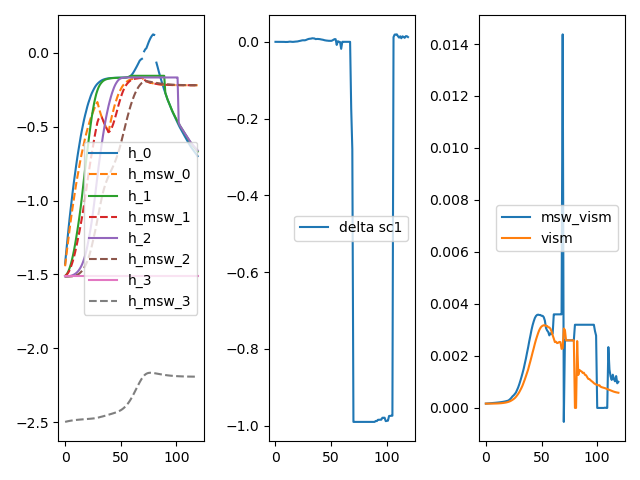 0.0
−0.5
−1.0
−1.5
−2.0
−2.5
0 50 100
h_0
h_msw_0
h_1
h_msw_1
h_2
h_msw_2
h_3
h_msw_3
0.0
−0.2
−0.4
−0.6
−0.8
−1.0
0 100
delta sc1
0.014
0.012
0.010
0.008
0.006
0.004
0.002
0.000
0 100
msw_vism
vism